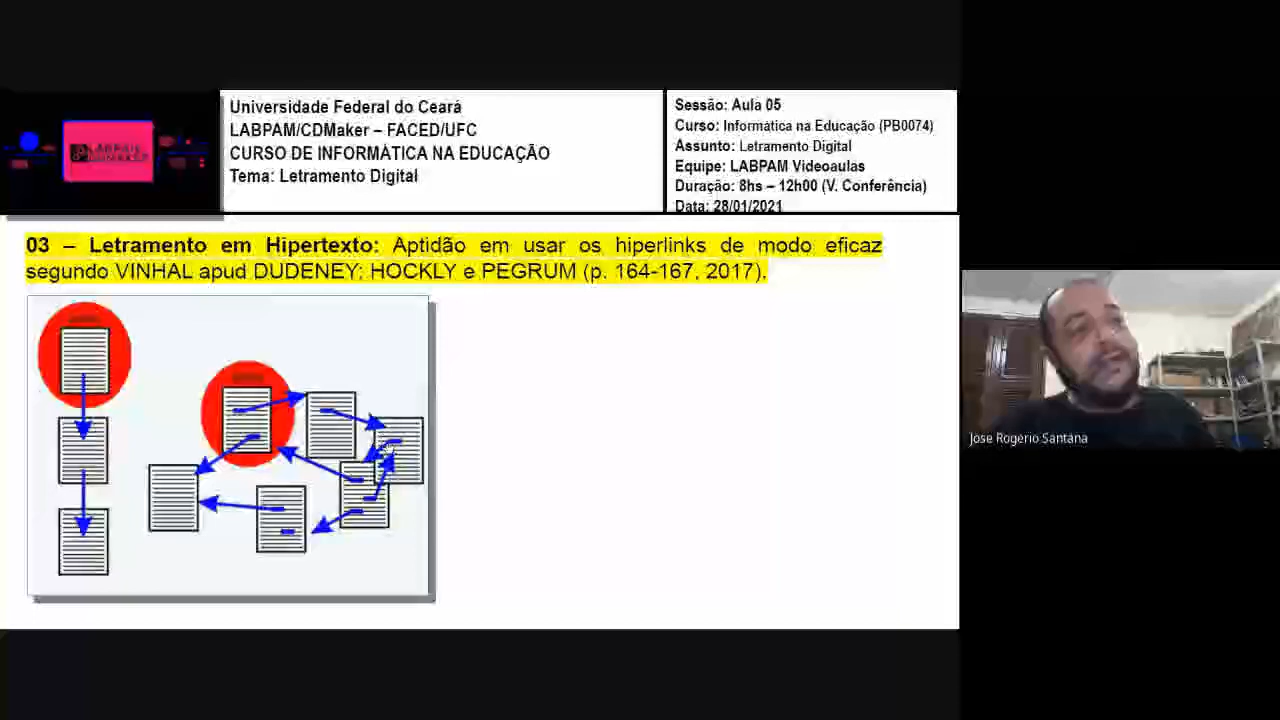 Universidade Federal do Ceará
LABPAM/CDMaker – FACED/UFC
CURSO DE INFORMÁTICA NA EDUCAÇÃO
Tema: Letramento Digital
Sessão: Aula 05
Curso: Informática na Educação (PB0074)
Assunto: Letramento Digital
Equipe: LABPAM Videoaulas
Duração: 8hs – 12h00 (V. Conferência)
Data: 28/01/2021
03 – Letramento em Hipertexto: Aptidão em usar os hiperlinks de modo eficaz
segundo VINHAL apud DUDENEY; HOCKLY e PEGRUM (p. 164-167, 2017).
Jose Rogerio Santana